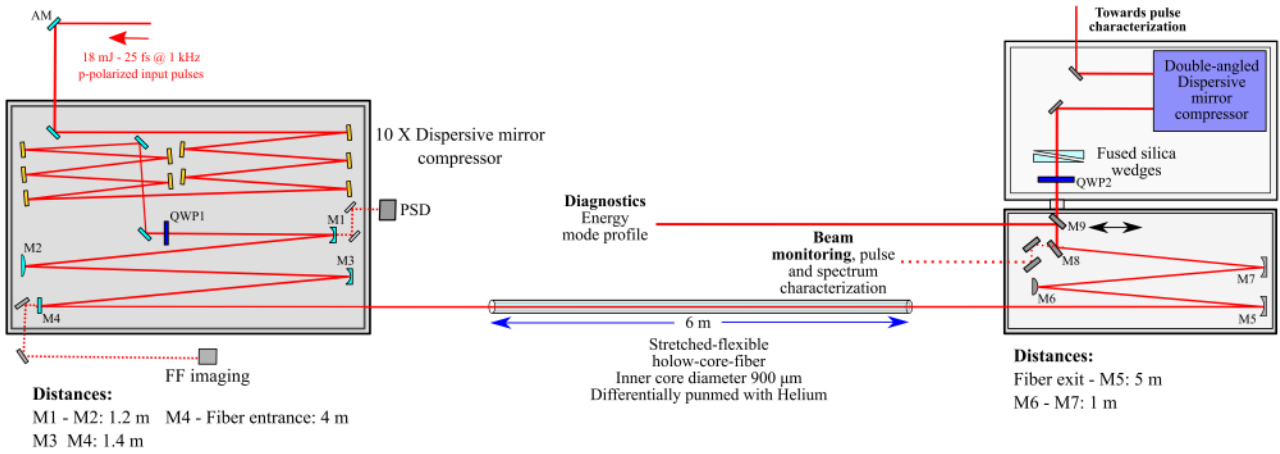 AM
18 mJ - 25 fs @ 1 kHz
p-polarized input pulses
10 X Dispersive mirror
compressor
QWP1
M1
PSD
M2
M3
M4
FF imaging
Distances:
M1 - M2: 1.2 m M4 - Fiber entrance: 4 m
M3 M4: 1.4 m
6 m
Stretched-flexible
holow-core-fiber
Inner core diameter 900 μm
Differentially punmed with Helium
Diagnostics
Energy
mode profile
Beam
monitoring, pulse
and spectrum
characterization
Towards pulse
characterization
Double-angled
Dispersive
mirror
compressor
Fused silica
wedges
QWP2
M9
M8
M7
M6
M5
Distances:
Fiber exit - M5: 5 m
M6 - M7: 1 m